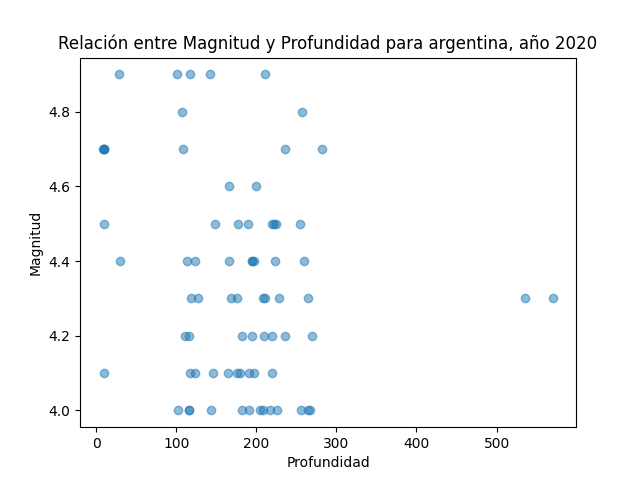 Relación entre Magnitud y Profundidad para argentina, año 2020
Magnitud
4.8
4.6
4.4
4.2
4.0
0 100 200 300 400 500
Profundidad